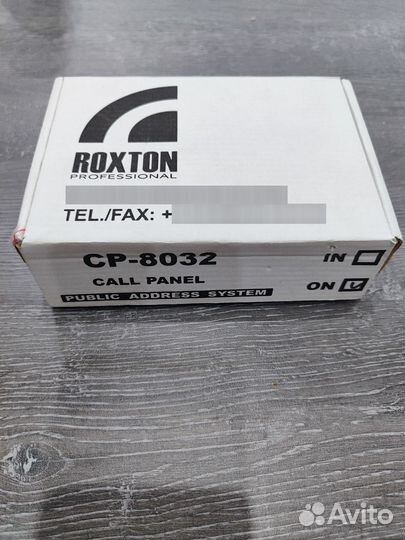 ROXTON
PROFESSIONAL
TEL./FAX: +
CP-8032
IN
CALL PANEL
ON
PUBLIC ADDRESS SYSTEM
Avito